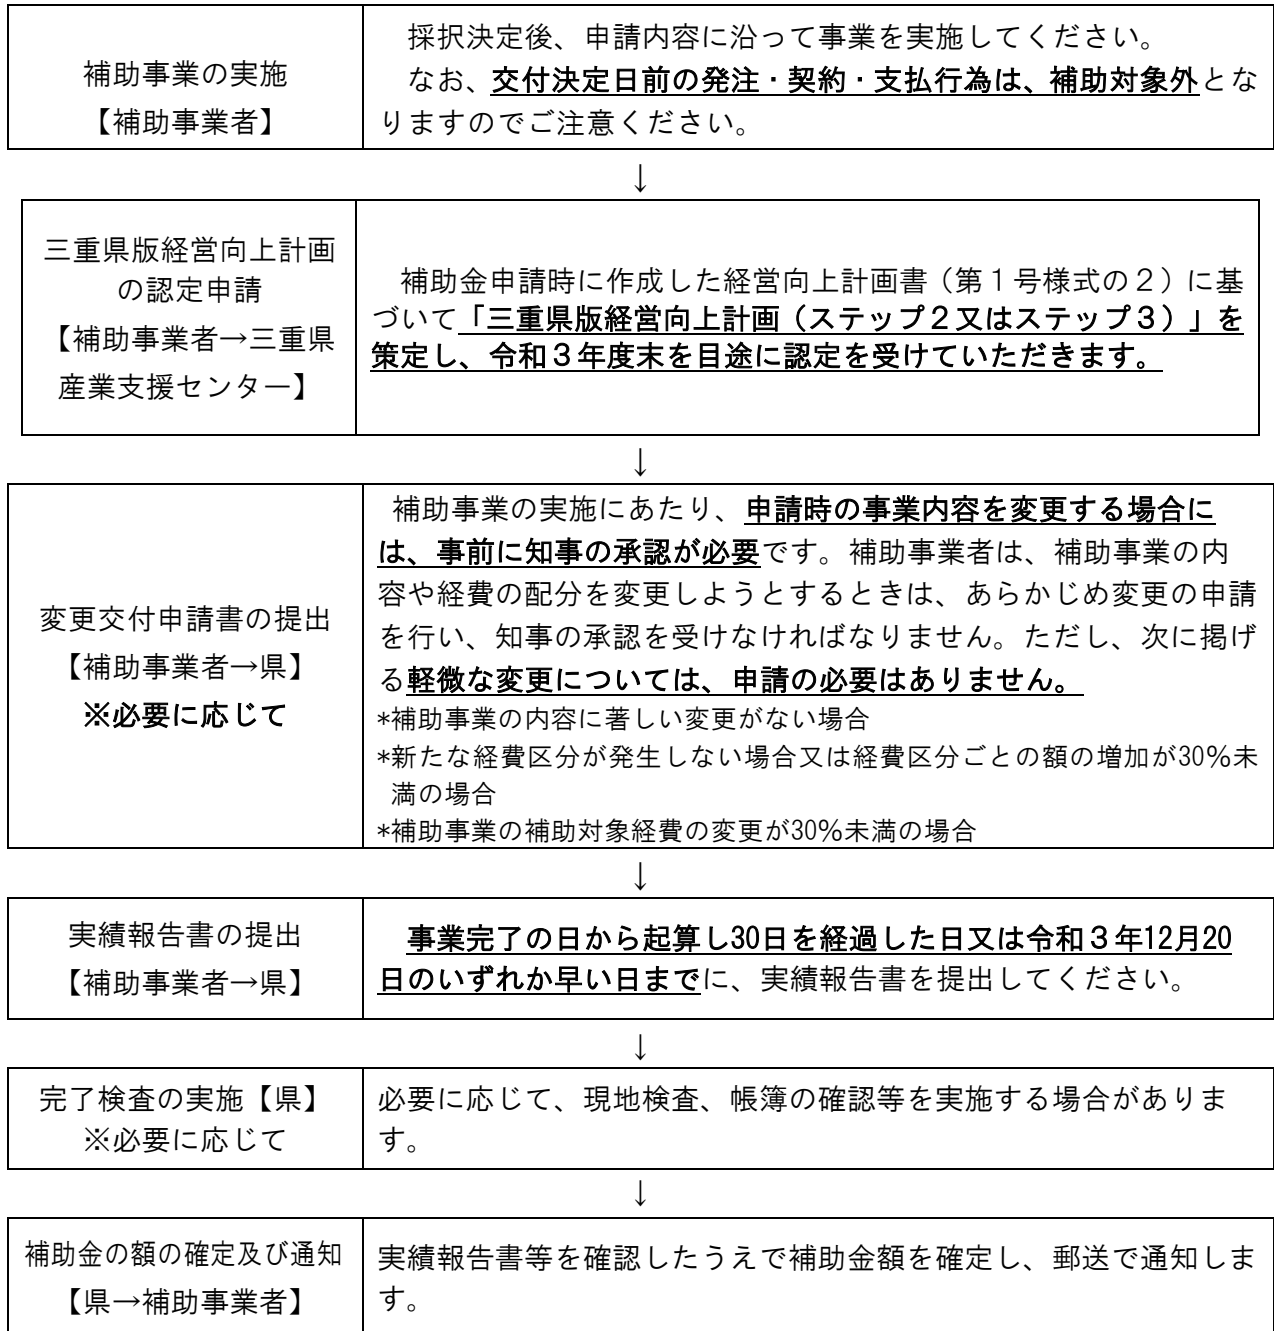 補助事業の実施
【補助事業者】
　採択決定後、申請内容に沿って事業を実施してください。
　なお、交付決定日前の発注・契約・支払行為は、補助対象外とな
りますのでご注意ください。
↓
三重県版経営向上計画
の認定申請
【補助事業者→三重県
産業支援センター】
　補助金申請時に作成した経営向上計画書（第１号様式の２）に基
づいて「三重県版経営向上計画（ステップ２又はステップ３）」を
策定し、令和３年度末を目途に認定を受けていただきます。
↓
変更交付申請書の提出
【補助事業者→県】
※必要に応じて
　補助事業の実施にあたり、申請時の事業内容を変更する場合に
は、事前に知事の承認が必要です。補助事業者は、補助事業の内
容や経費の配分を変更しようとするときは、あらかじめ変更の申請
を行い、知事の承認を受けなければなりません。ただし、次に掲げ
る軽微な変更については、申請の必要はありません。
*補助事業の内容に著しい変更がない場合
*新たな経費区分が発生しない場合又は経費区分ごとの額の増加が30％未
満の場合
*補助事業の補助対象経費の変更が30％未満の場合
↓
実績報告書の提出
【補助事業者→県】
　事業完了の日から起算し30日を経過した日又は令和３年12月20
日のいずれか早い日までに、実績報告書を提出してください。
↓
完了検査の実施【県】
※必要に応じて
必要に応じて、現地検査、帳簿の確認等を実施する場合がありま
す。
↓
補助金の額の確定及び通知
【県→補助事業者】
実績報告書等を確認したうえで補助金額を確定し、郵送で通知しま
す。